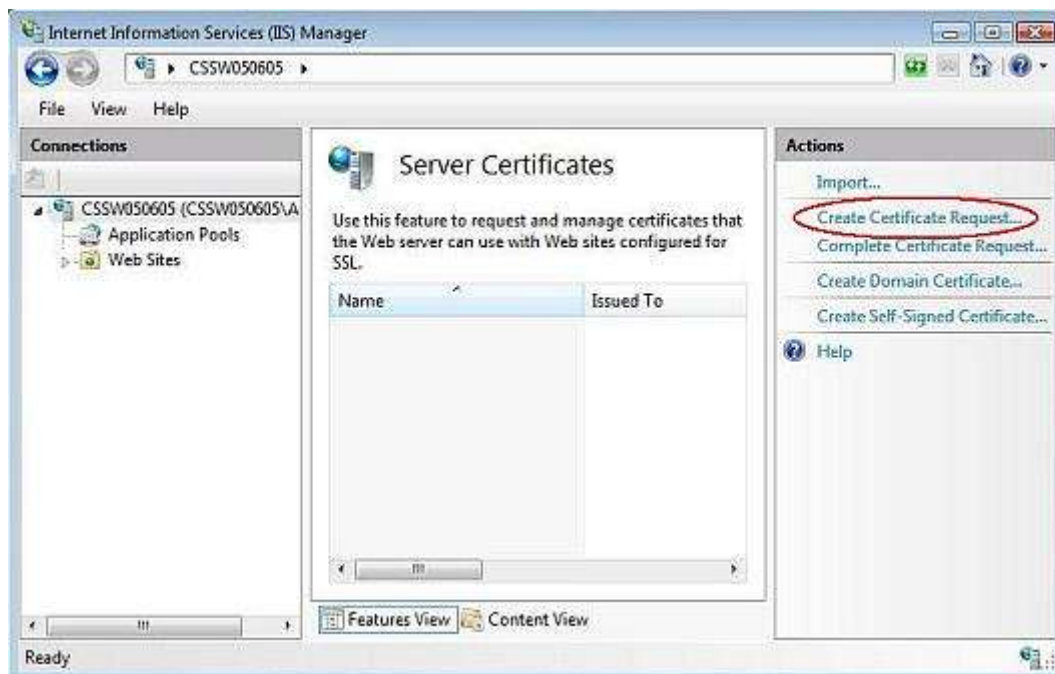 Internet Information Services (IIS) Manager
CSSW050605
File View Help
Connections
CSSW050605 (CSSW050605\A
Application Pools
Web Sites
Server Certificates
Use this feature to request and manage certificates that
the Web server can use with Web sites configured for
SSL.
Name Issued To
Features View Content View
Actions
Import...
Create Certificate Request...
Complete Certificate Request...
Create Domain Certificate...
Create Self-Signed Certificate...
Help
Ready